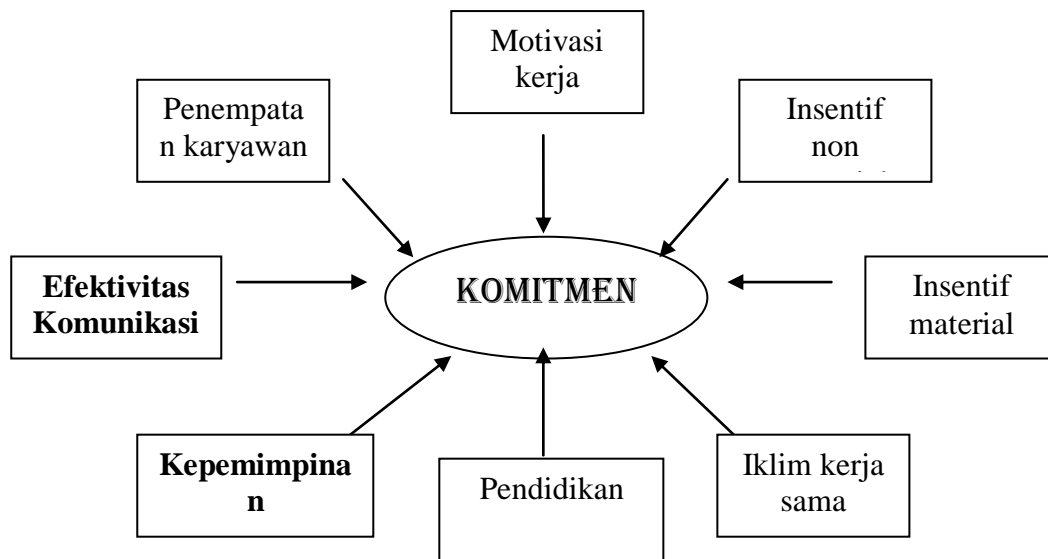 Motivasi
kerja
Penempata
n karyawan
Insentif
non
Efektivitas
Komunikasi
KOMITMEN
Insentif
material
Kepemimpina
n
Pendidikan
Iklim kerja
sama